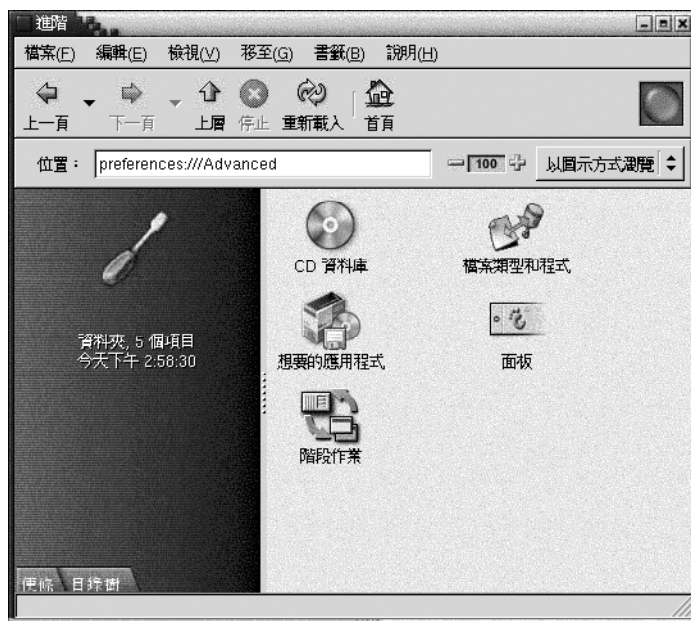 進階
檔案(F) 編輯(E) 檢視(V) 移至(G) 書籤(B) 說明(H)
上一頁 下一頁 上層 停止 重新載入 首頁
位置： preferences:///Advanced 100 以圖示方式瀏覽
CD 資料庫 檔案類型和程式
資料夾, 5 個項目
今天下午 2:58:30
想要的應用程式 面板
階段作業
便條 目錄樹